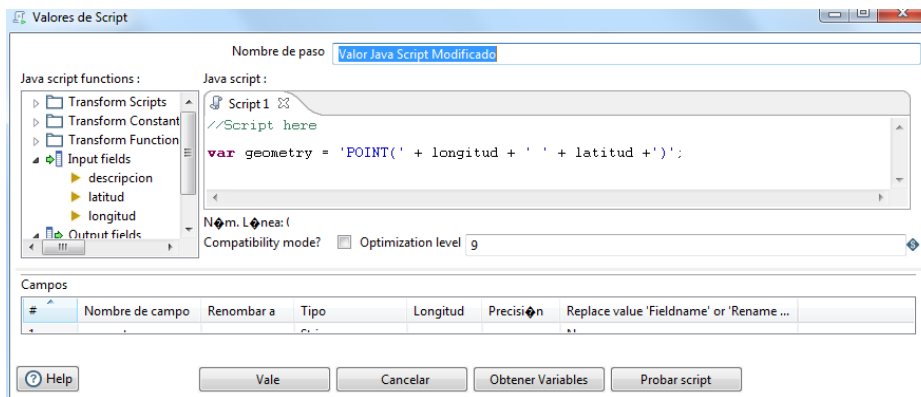 Valores de Script
Nombre de paso Valor Java Script Modificado
Java script functions :
Java script :
Transform Scripts
Transform Constant
Transform Function
Input fields
descripcion
latitud
longitud
Output fields
Script 1
//Script here
var geometry = 'POINT(' + longitud + ' ' + latitud +')';
N�m. L�nea: (
Compatibility mode? Optimization level 9
Campos
# Nombre de campo Renombar a Tipo Longitud Precisi�n Replace value 'Fieldname' or 'Rename ...
Help Vale Cancelar Obtener Variables Probar script